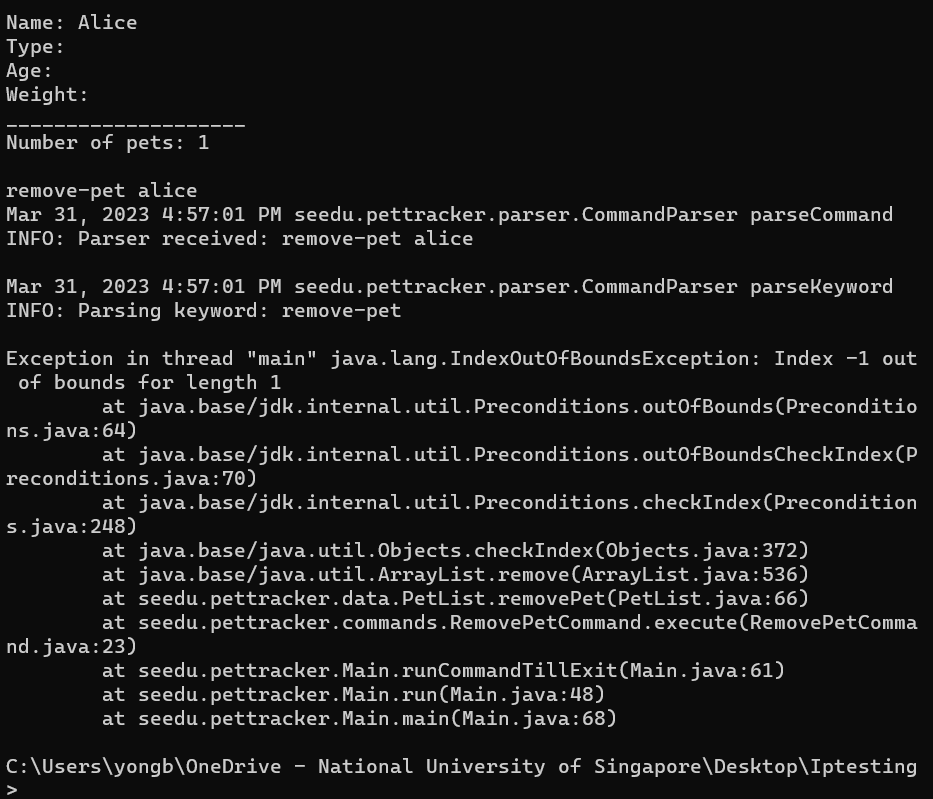 Name: Alice
Type:
Age:
Weight:
____________________
Number of pets: 1

remove-pet alice
Mar 31, 2023 4:57:01 PM seedu.pettracker.parser.CommandParser parseCommand
INFO: Parser received: remove-pet alice

Mar 31, 2023 4:57:01 PM seedu.pettracker.parser.CommandParser parseKeyword
INFO: Parsing keyword: remove-pet

Exception in thread "main" java.lang.IndexOutOfBoundsException: Index -1 out
 of bounds for length 1
        at java.base/jdk.internal.util.Preconditions.outOfBounds(Preconditio
ns.java:64)
        at java.base/jdk.internal.util.Preconditions.outOfBoundsCheckIndex(P
reconditions.java:70)
        at java.base/jdk.internal.util.Preconditions.checkIndex(Precondition
s.java:248)
        at java.base/java.util.Objects.checkIndex(Objects.java:372)
        at java.base/java.util.ArrayList.remove(ArrayList.java:536)
        at seedu.pettracker.data.PetList.removePet(PetList.java:66)
        at seedu.pettracker.commands.RemovePetCommand.execute(RemovePetComma
nd.java:23)
        at seedu.pettracker.Main.runCommandTillExit(Main.java:61)
        at seedu.pettracker.Main.run(Main.java:48)
        at seedu.pettracker.Main.main(Main.java:68)

C:\Users\yongb\OneDrive - National University of Singapore\Desktop\Iptesting
>